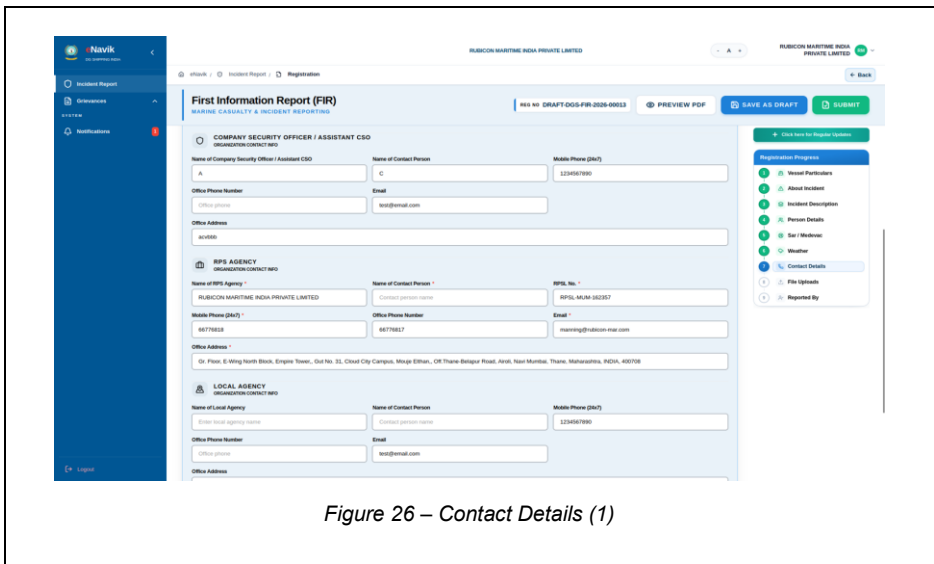 eNavik
DG SHIPPING, INDIA
RUBICON MARITIME INDIA PRIVATE LIMITED
- A +
RUBICON MARITIME INDIA
PRIVATE LIMITED
RM
eNavik / Incident Report / Registration
← Back
Incident Report
Grievances
SYSTEM
Notifications
1
Logout
First Information Report (FIR)
MARINE CASUALTY & INCIDENT REPORTING
REG NO DRAFT-DGS-FIR-2026-00013
PREVIEW PDF
SAVE AS DRAFT
SUBMIT
COMPANY SECURITY OFFICER / ASSISTANT CSO
ORGANIZATION CONTACT INFO
Name of Company Security Officer / Assistant CSO Name of Contact Person Mobile Phone (24x7)
A C 1234567890
Office Phone Number Email
Office phone test@email.com
Office Address
acvbbb
RPS AGENCY
ORGANIZATION CONTACT INFO
Name of RPS Agency * Name of Contact Person * RPSL No. *
RUBICON MARITIME INDIA PRIVATE LIMITED Contact person name RPSL-MUM-162357
Mobile Phone (24x7) * Office Phone Number Email *
66776818 66776817 manning@rubicon-mar.com
Office Address *
Gr. Floor, E-Wing North Block, Empire Tower,, Gut No. 31, Cloud City Campus, Mouje Elthan,, Off.Thane-Belapur Road, Airoli, Navi Mumbai, Thane, Maharashtra, INDIA, 400708
LOCAL AGENCY
ORGANIZATION CONTACT INFO
Name of Local Agency Name of Contact Person Mobile Phone (24x7)
Enter local agency name Contact person name 1234567890
Office Phone Number Email
Office phone test@email.com
Office Address
+ Click here for Regular Updates
Registration Progress
1 Vessel Particulars
2 About Incident
3 Incident Description
4 Person Details
5 Sar / Medevac
6 Weather
7 Contact Details
8 File Uploads
9 Reported By
Figure 26 – Contact Details (1)